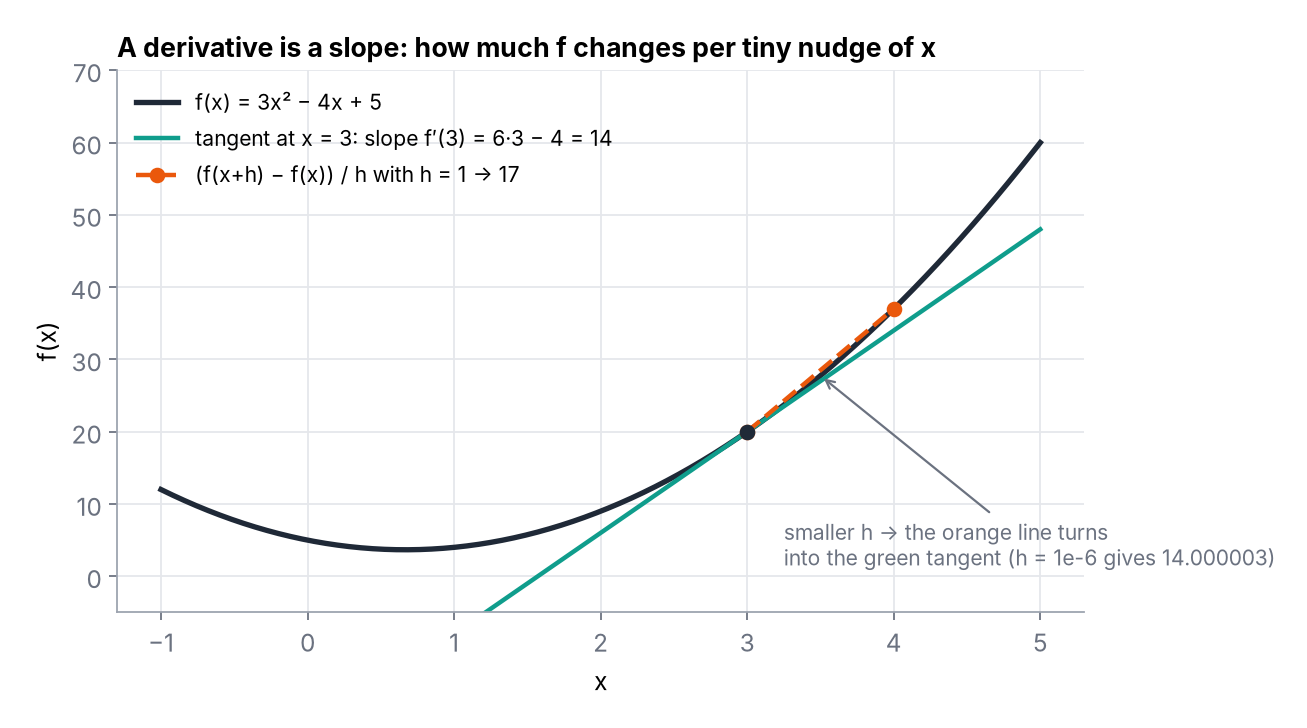 A derivative is a slope: how much f changes per tiny nudge of x
f(x) = 3x² − 4x + 5
tangent at x = 3: slope f′(3) = 6·3 − 4 = 14
(f(x+h) − f(x)) / h with h = 1 → 17
70
60
50
40
30
20
10
0
f(x)
smaller h → the orange line turns
into the green tangent (h = 1e-6 gives 14.000003)
−1 0 1 2 3 4 5
x